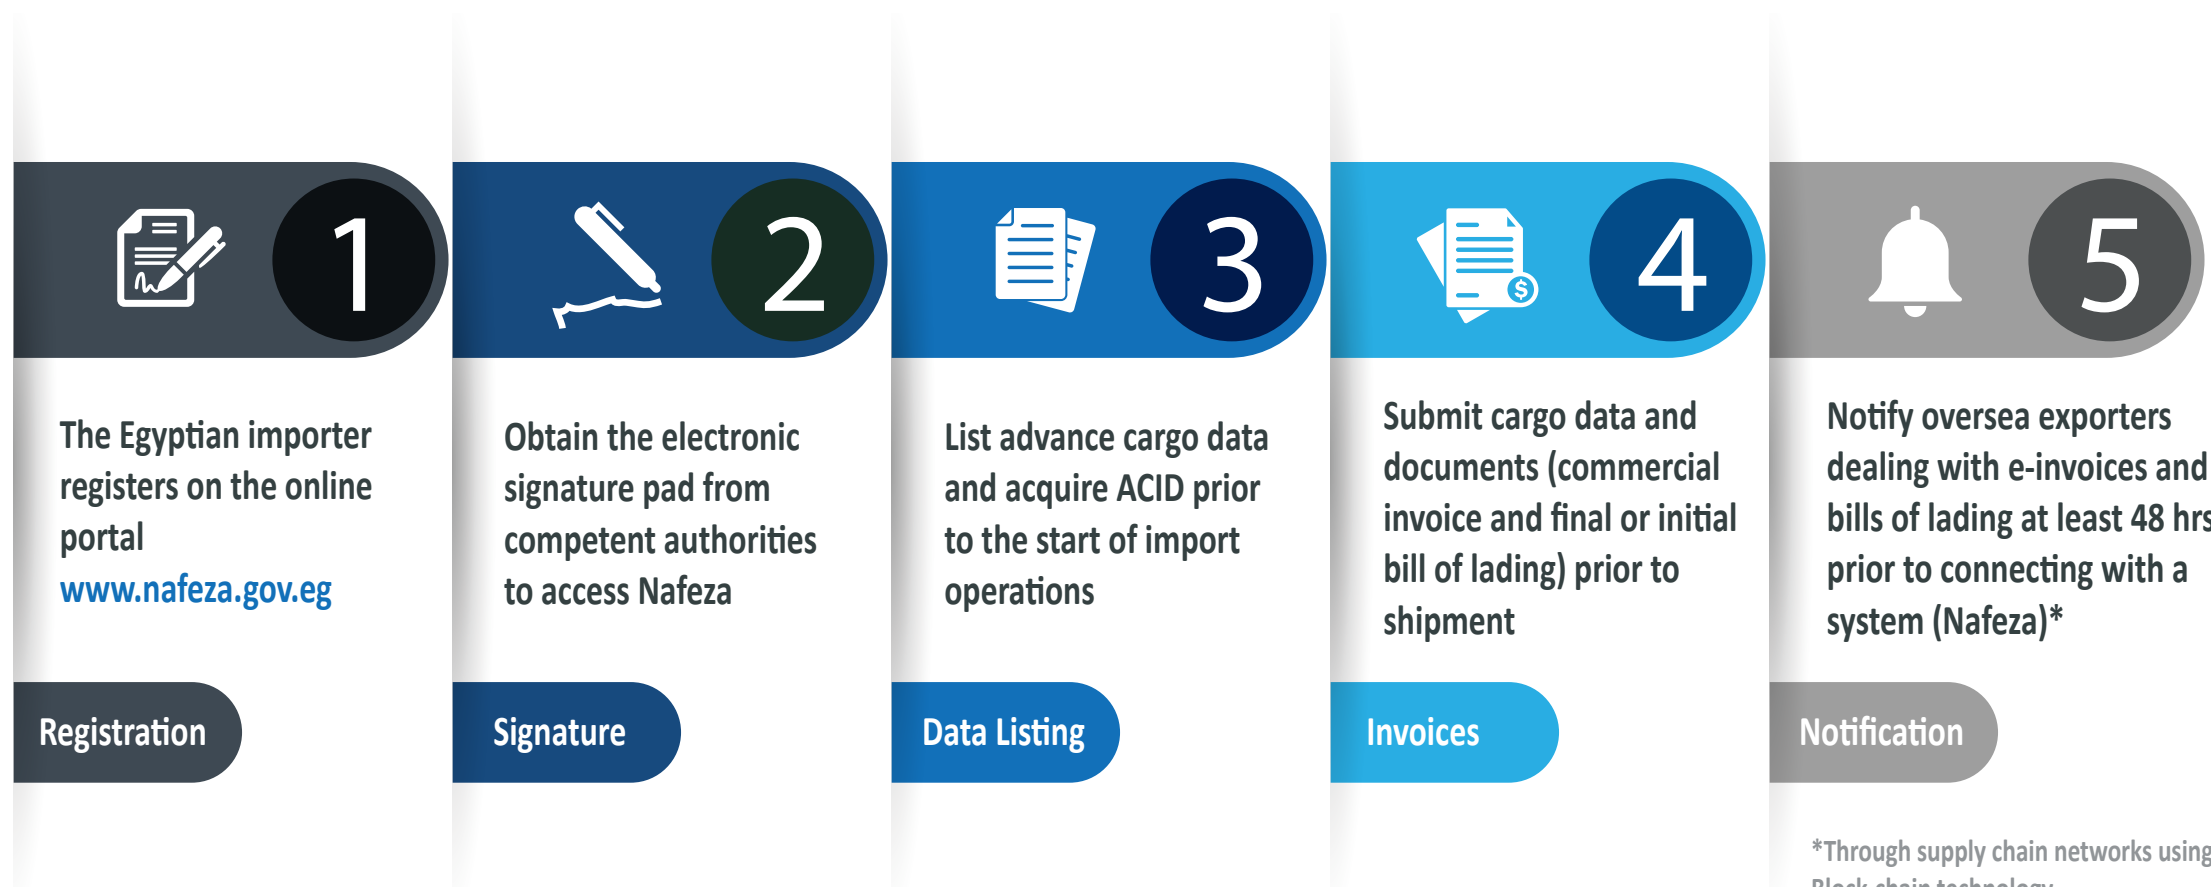 1
The Egyptian importer
registers on the online
portal
www.nafeza.gov.eg
Registration
2
Obtain the electronic
signature pad from
competent authorities
to access Nafeza
Signature
3
List advance cargo data
and acquire ACID prior
to the start of import
operations
Data Listing
$
4
Submit cargo data and
documents (commercial
invoice and final or initial
bill of lading) prior to
shipment
Invoices
5
Notify oversea exporters
dealing with e-invoices and
bills of lading at least 48 hrs
prior to connecting with a
system (Nafeza)*
Notification
*Through supply chain networks using
Block-chain technology